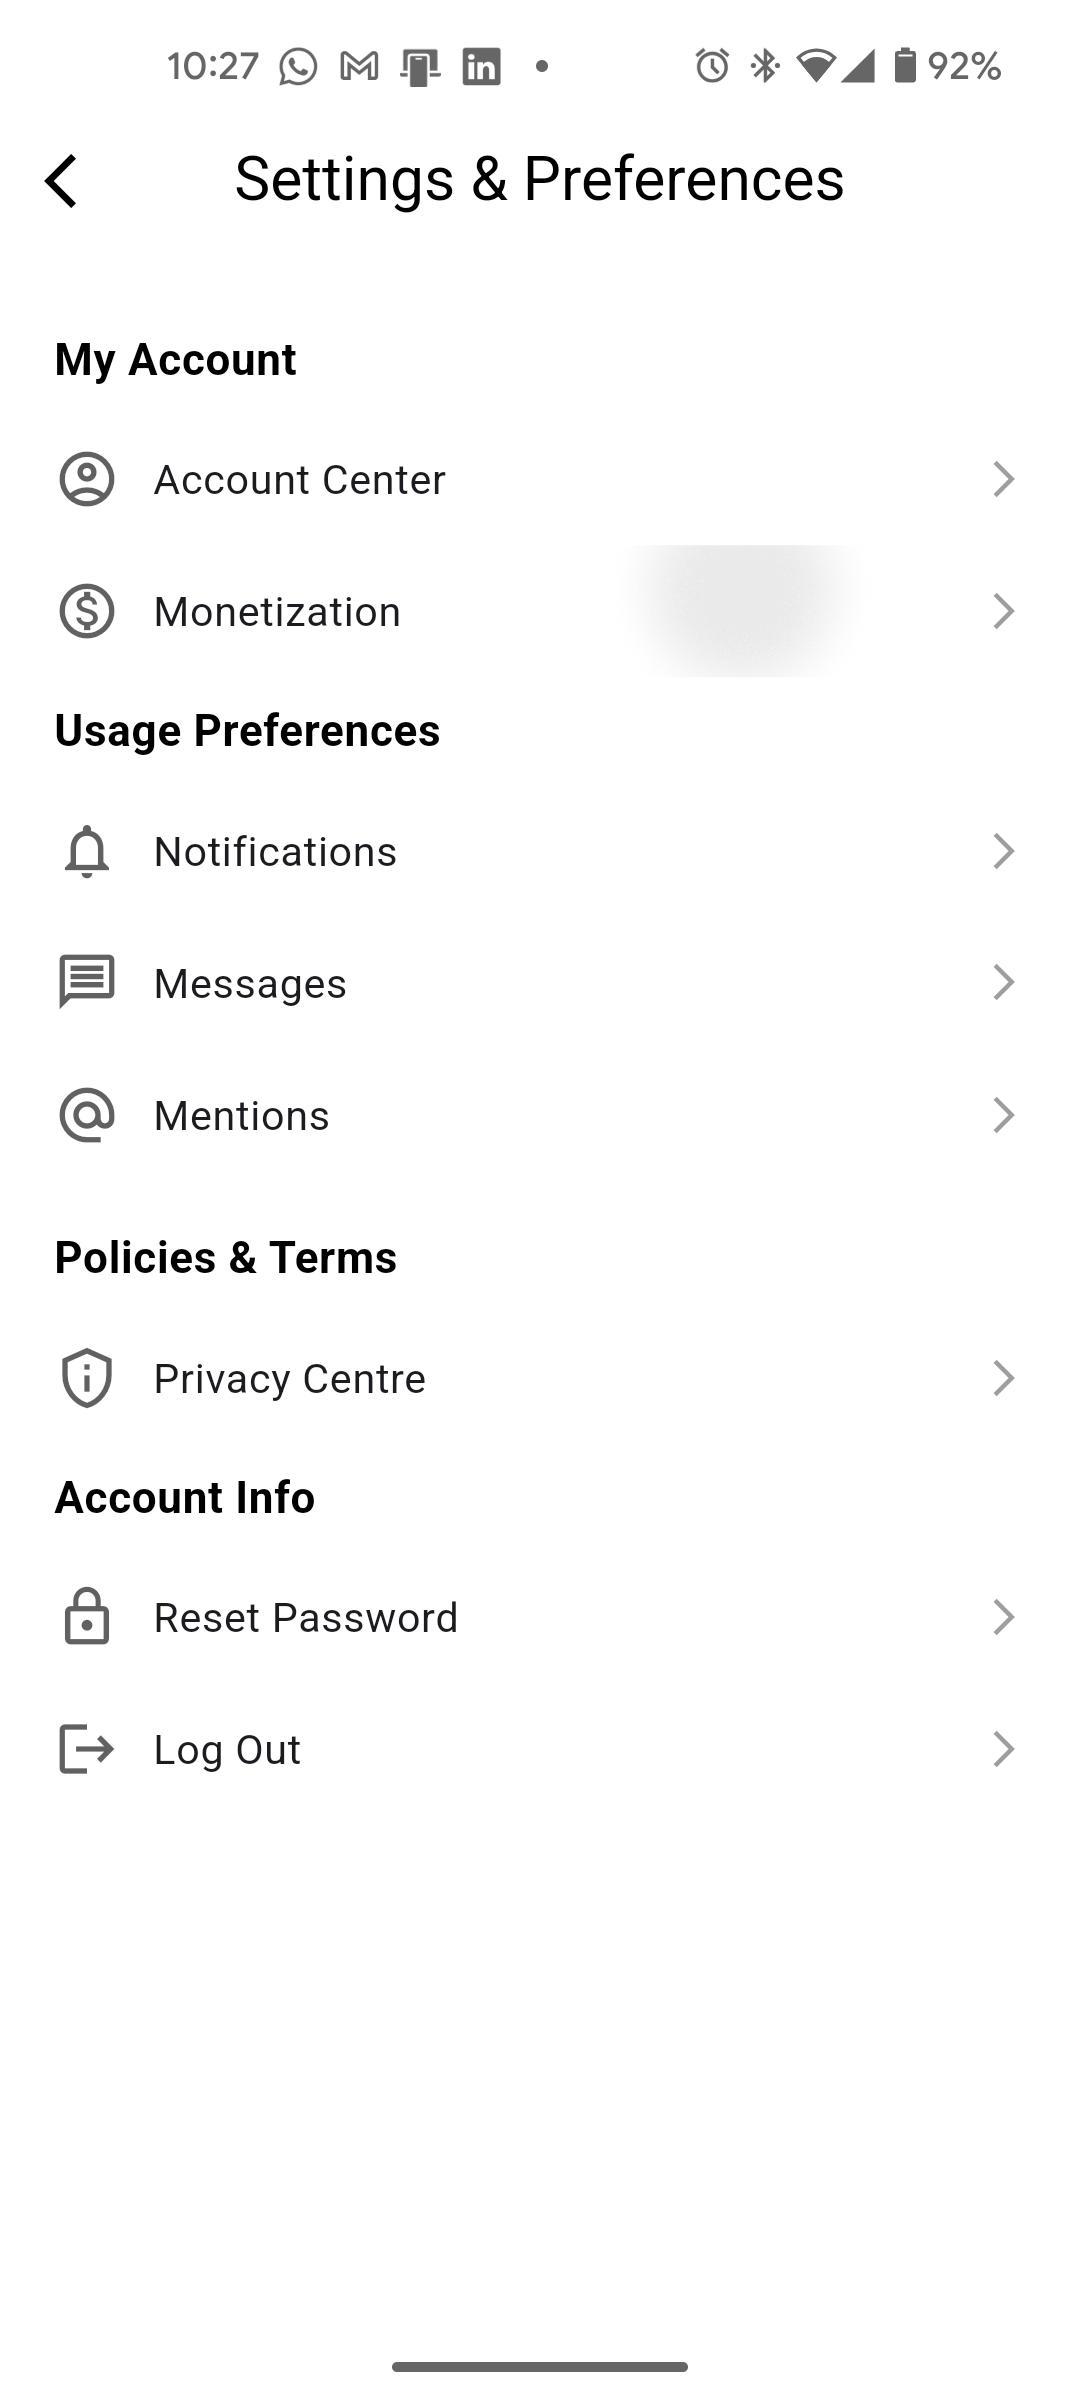 10:27 92%
Settings & Preferences
My Account
Account Center
Monetization
Usage Preferences
Notifications
Messages
Mentions
Policies & Terms
Privacy Centre
Account Info
Reset Password
Log Out